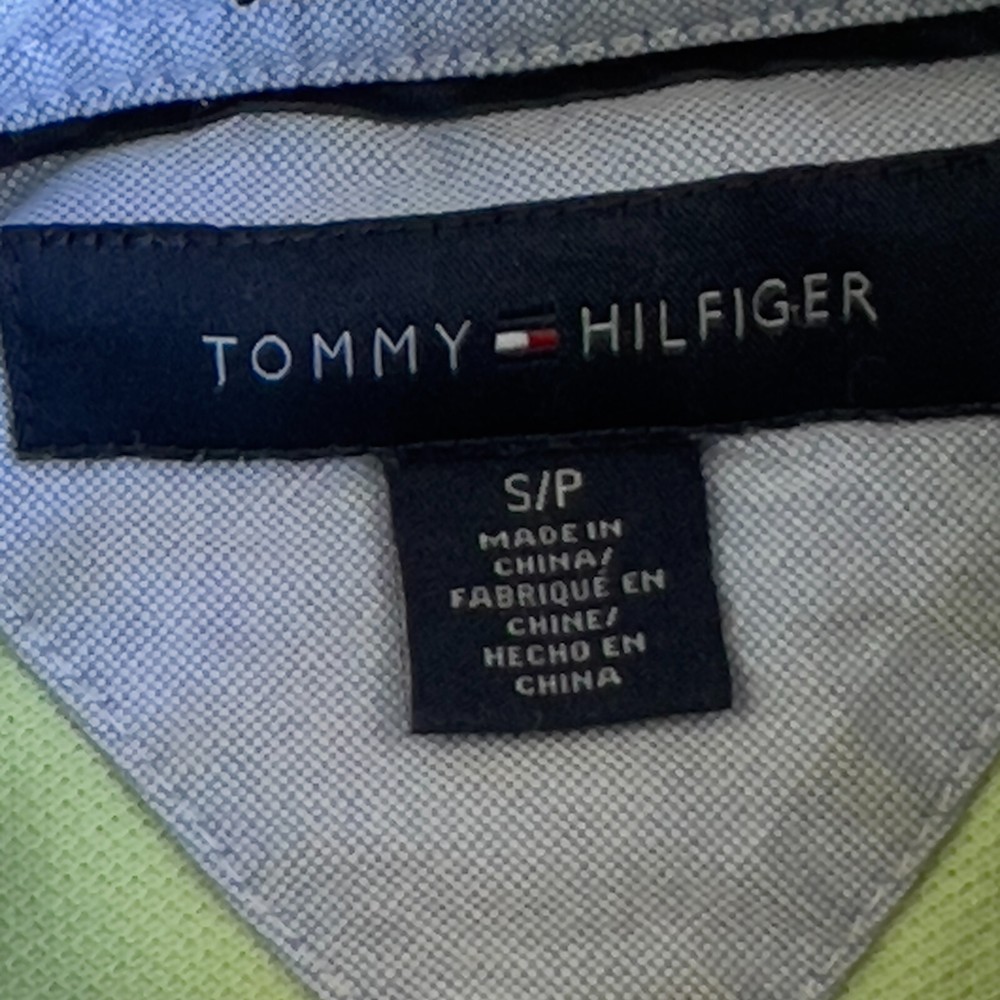 TOMMY HILFIGER
S/P
MADE IN
CHINA/
FABRIQUÉ EN
CHINE/
HECHO EN
CHINA